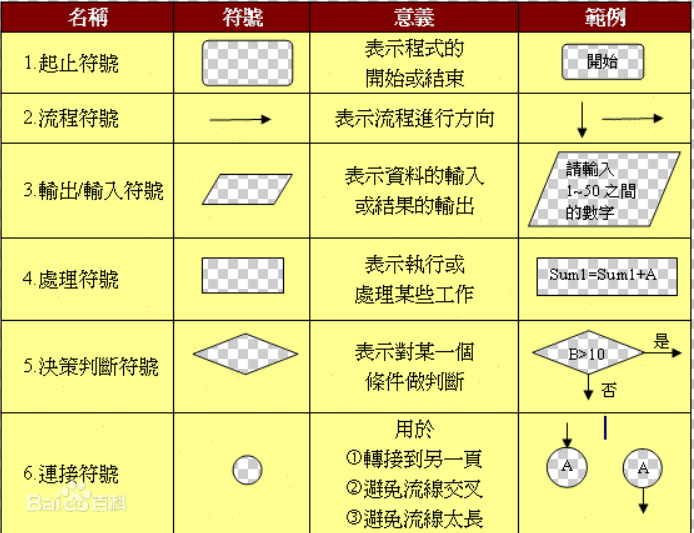 名稱 符號 意義 範例
1.起止符號 表示程式的 開始
開始或結束
2.流程符號 表示流程進行方向
3.輸出/輸入符號 表示資料的輸入 請輸入
或結果的輸出 1~50 之間
的數字
4.處理符號 表示執行或 Sum1=Sum1+A
處理某些工作
5.決策判斷符號 表示對某一個 B>10 是
條件做判斷 否
6.連接符號 用於
①轉接到另一頁 A A
②避免流線交叉
③避免流線太長
Bai百科